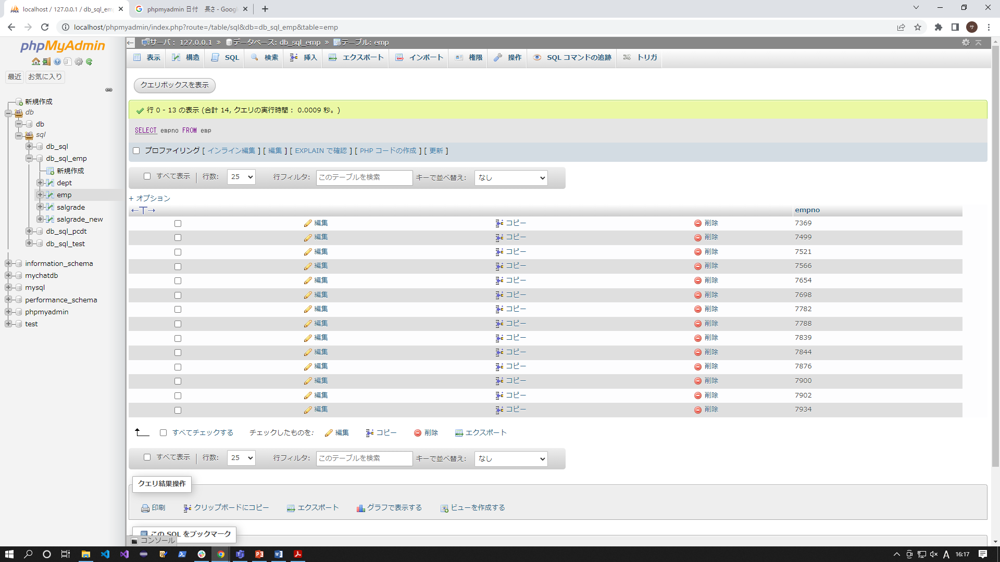 localhost / 127.0.0.1 / db_sql_em
phpmyadmin 日付　長さ - Googl
localhost/phpmyadmin/index.php?route=/table/sql&db=db_sql_emp&table=emp
サ
phpMyAdmin
最近 お気に入り
新規作成
db
db
sql
db_sql
db_sql_emp
新規作成
dept
emp
salgrade
salgrade_new
db_sql_pcdt
db_sql_test
information_schema
mychatdb
mysql
performance_schema
phpmyadmin
test
サーバ： 127.0.0.1 » データベース: db_sql_emp » テーブル: emp
表示 構造 SQL 検索 挿入 エクスポート インポート 権限 操作 SQL コマンドの追跡 トリガ
クエリボックスを表示
行 0 - 13 の表示 (合計 14, クエリの実行時間： 0.0009 秒。)
SELECT empno FROM emp
プロファイリング [ インライン編集 ] [ 編集 ] [ EXPLAIN で確認 ] [ PHP コードの作成 ] [ 更新 ]
すべて表示 行数: 25 行フィルタ: このテーブルを検索 キーで並べ替え: なし
+ オプション
←T→ empno
編集 コピー 削除 7369
編集 コピー 削除 7499
編集 コピー 削除 7521
編集 コピー 削除 7566
編集 コピー 削除 7654
編集 コピー 削除 7698
編集 コピー 削除 7782
編集 コピー 削除 7788
編集 コピー 削除 7839
編集 コピー 削除 7844
編集 コピー 削除 7876
編集 コピー 削除 7900
編集 コピー 削除 7902
編集 コピー 削除 7934
すべてチェックする チェックしたものを: 編集 コピー 削除 エクスポート
すべて表示 行数: 25 行フィルタ: このテーブルを検索 キーで並べ替え: なし
クエリ結果操作
印刷 クリップボードにコピー エクスポート グラフで表示する ビューを作成する
この SQL をブックマーク
コンソール
A 16:17